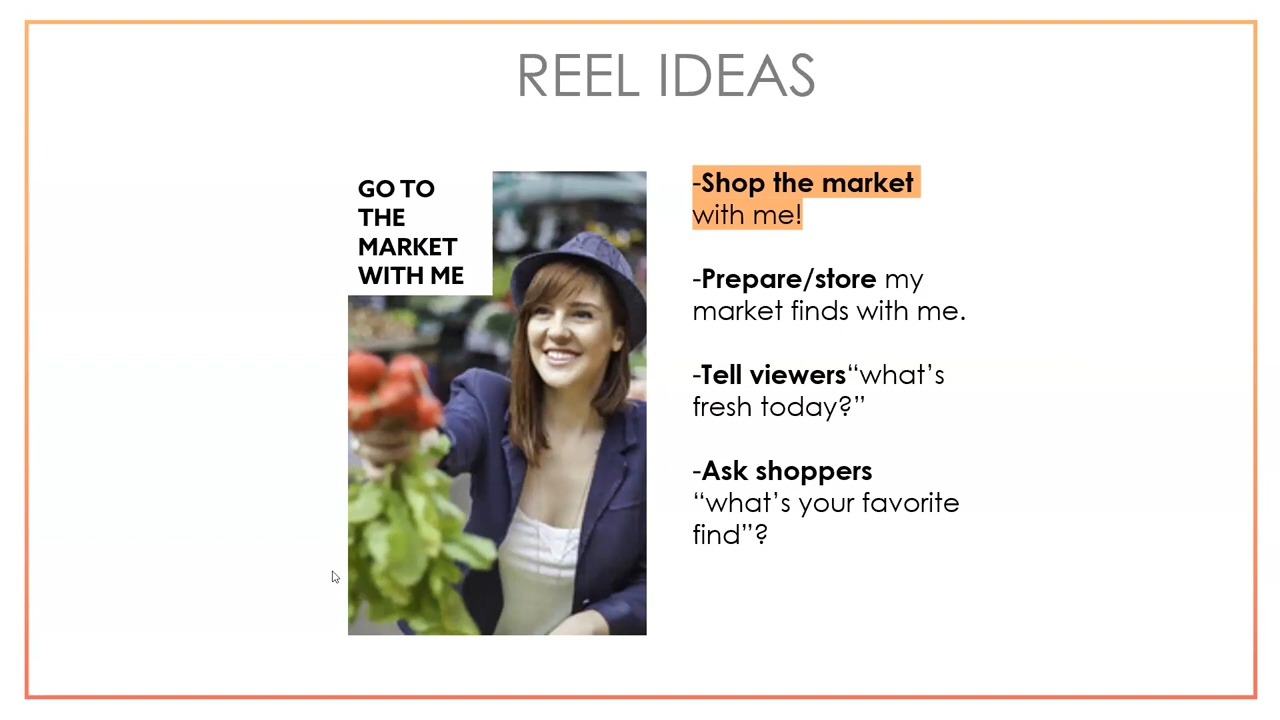 REEL IDEAS
GO TO
THE
MARKET
WITH ME
-Shop the market
with me!
-Prepare/store my
market finds with me.
-Tell viewers“what’s
fresh today?”
-Ask shoppers
“what’s your favorite
find”?